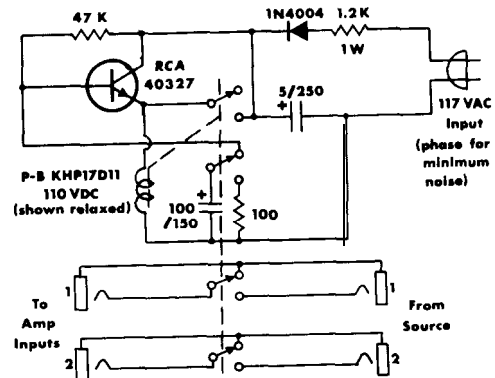 47 K
1N4004
1.2K
1W
RCA
40327
5/250
+
117 VAC
Input
(phase for
minimum
noise)
P-B KHP17D11
110 VDC
(shown relaxed)
+
100
/150
100
1
1
To
Amp
Inputs
From
Source
2
2